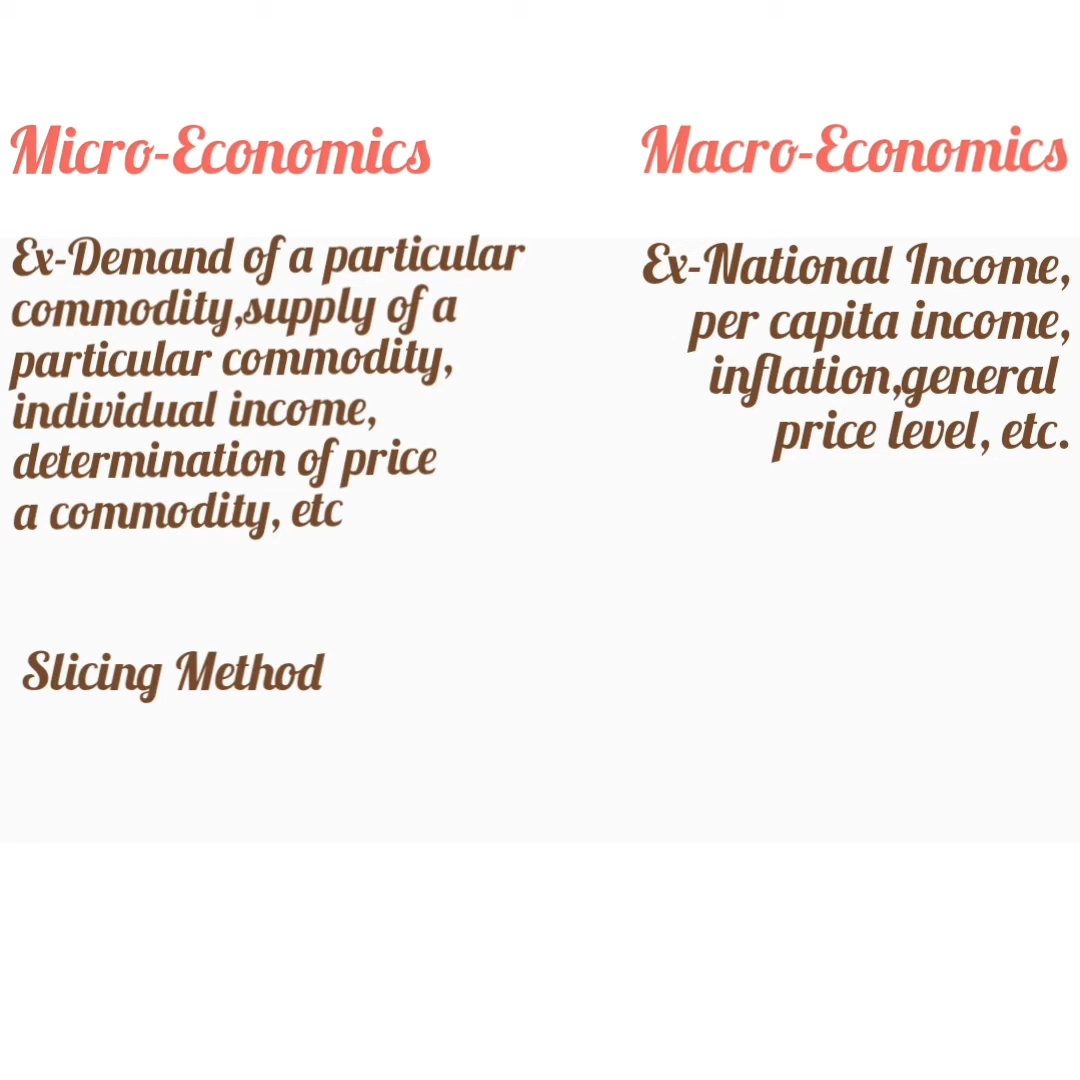 Micro-Economics
Ex-Demand of a particular
commodity,supply of a
particular commodity,
individual income,
determination of price
a commodity, etc
Slicing Method
Macro-Economics
Ex-National Income,
per capita income,
inflation,general
price level, etc.